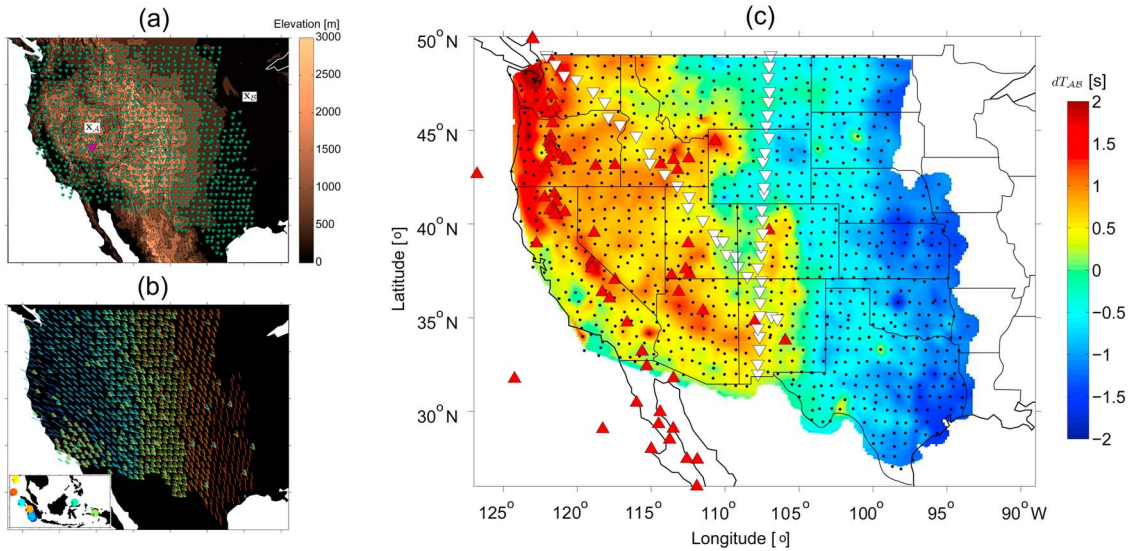 (a)
Elevation [m]
3000
2500
2000
1500
1000
500
0
x_A
x_B
(b)
(c)
50°N
45°N
40°N
35°N
30°N
Latitude [o]
125°
120°
115°
110°
105°
100°
95°
90°W
Longitude [o]
dT_AB [s]
2
1.5
1
0.5
0
−0.5
−1
−1.5
−2